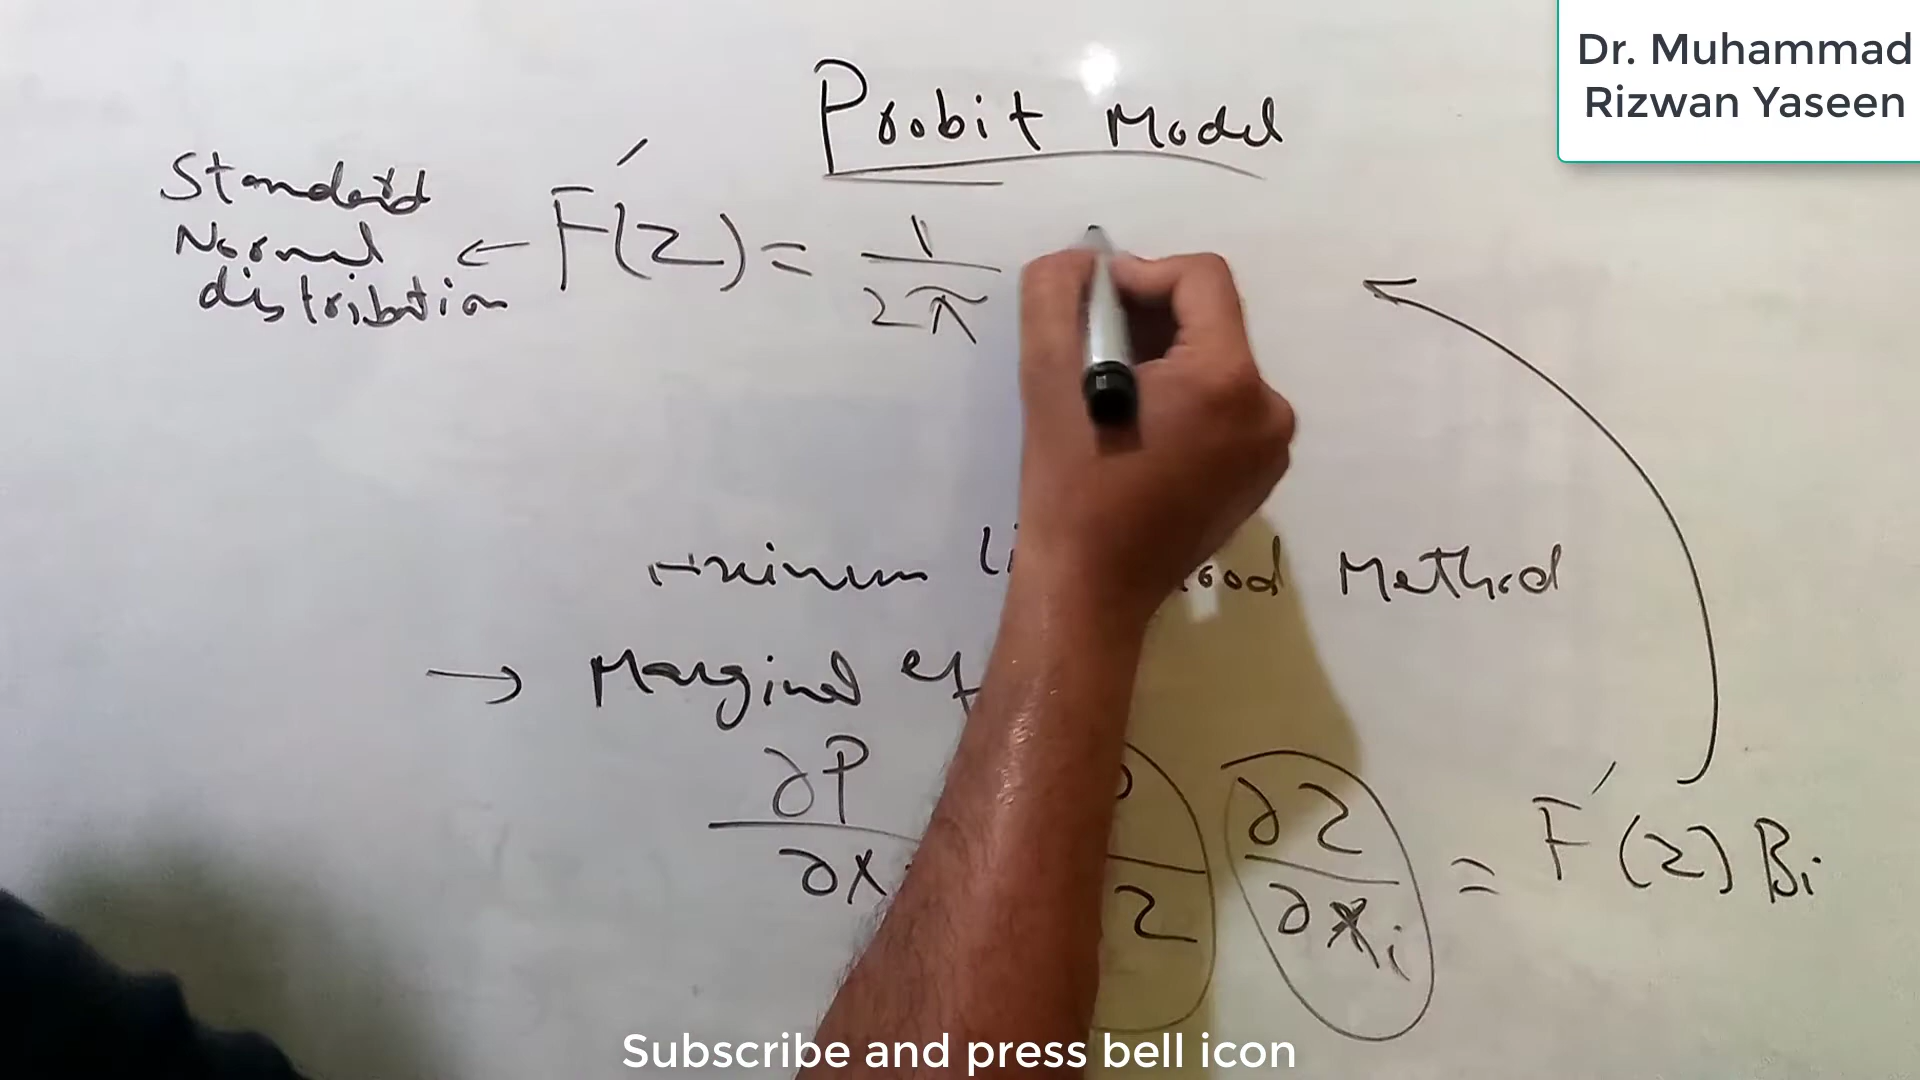 Dr. Muhammad
Rizwan Yaseen
Probit Model
Standard
Normal
distribution
← F′(Z) = 1/2π
Method
→ Marginal
∂P/∂X
∂Z/∂Xi = F′(Z) Bi
Subscribe and press bell icon